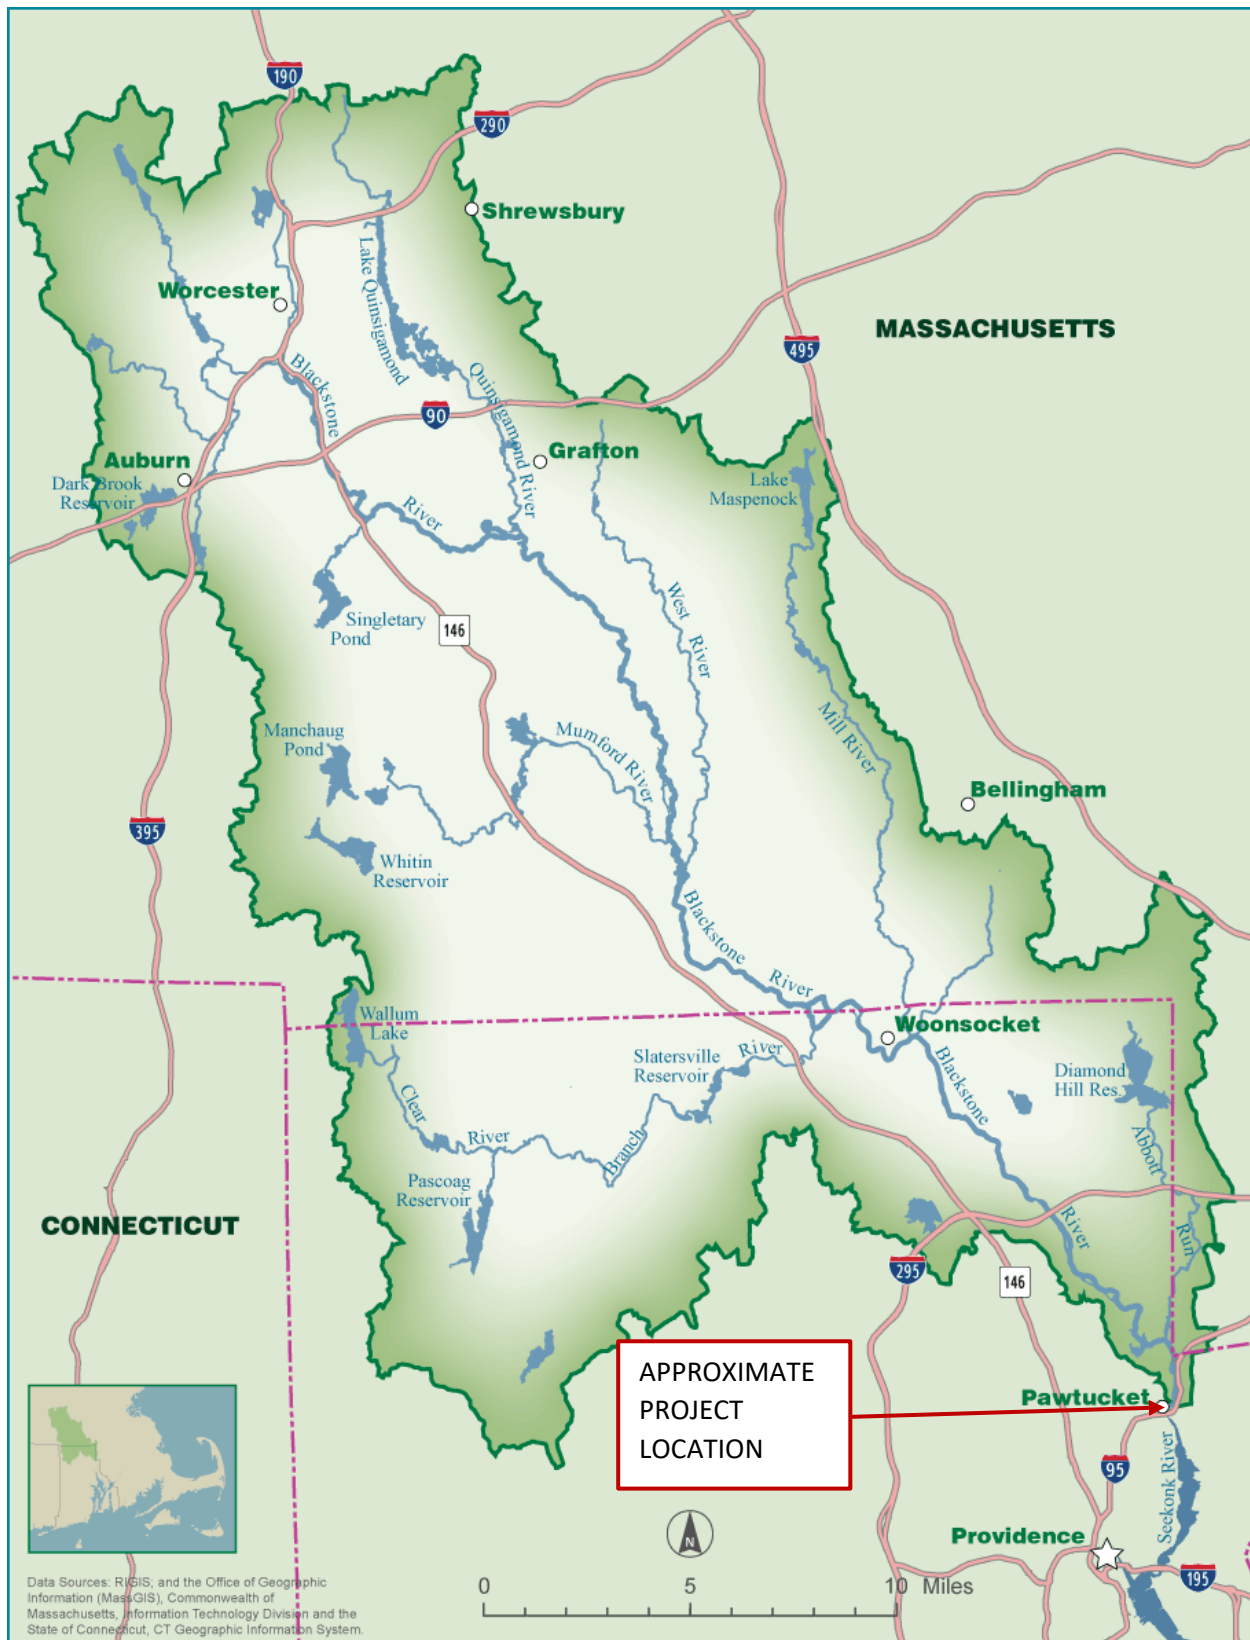 190
290
Shrewsbury
Worcester
Lake Quinsigamond
MASSACHUSETTS
495
Blackstone
Quinsigamond River
90
Grafton
Auburn
Dark Brook
Reservoir
River
Lake
Maspenock
West River
Singletary
Pond
146
Mill River
Manchaug
Pond
Mumford River
Bellingham
395
Whitin
Reservoir
Blackstone
River
Wallum
Lake
Woonsocket
Slatersville
Reservoir
River
Blackstone
Diamond
Hill Res.
Clear
River
Branch
Abbott
Pascoag
Reservoir
CONNECTICUT
River
Run
295
146
APPROXIMATE
PROJECT
LOCATION
Pawtucket
95
Seekonk River
Providence
195
N
Data Sources: RIGIS; and the Office of Geographic
Information (MassGIS), Commonwealth of
Massachusetts, Information Technology Division and the
State of Connecticut, CT Geographic Information System.
0 5 10 Miles